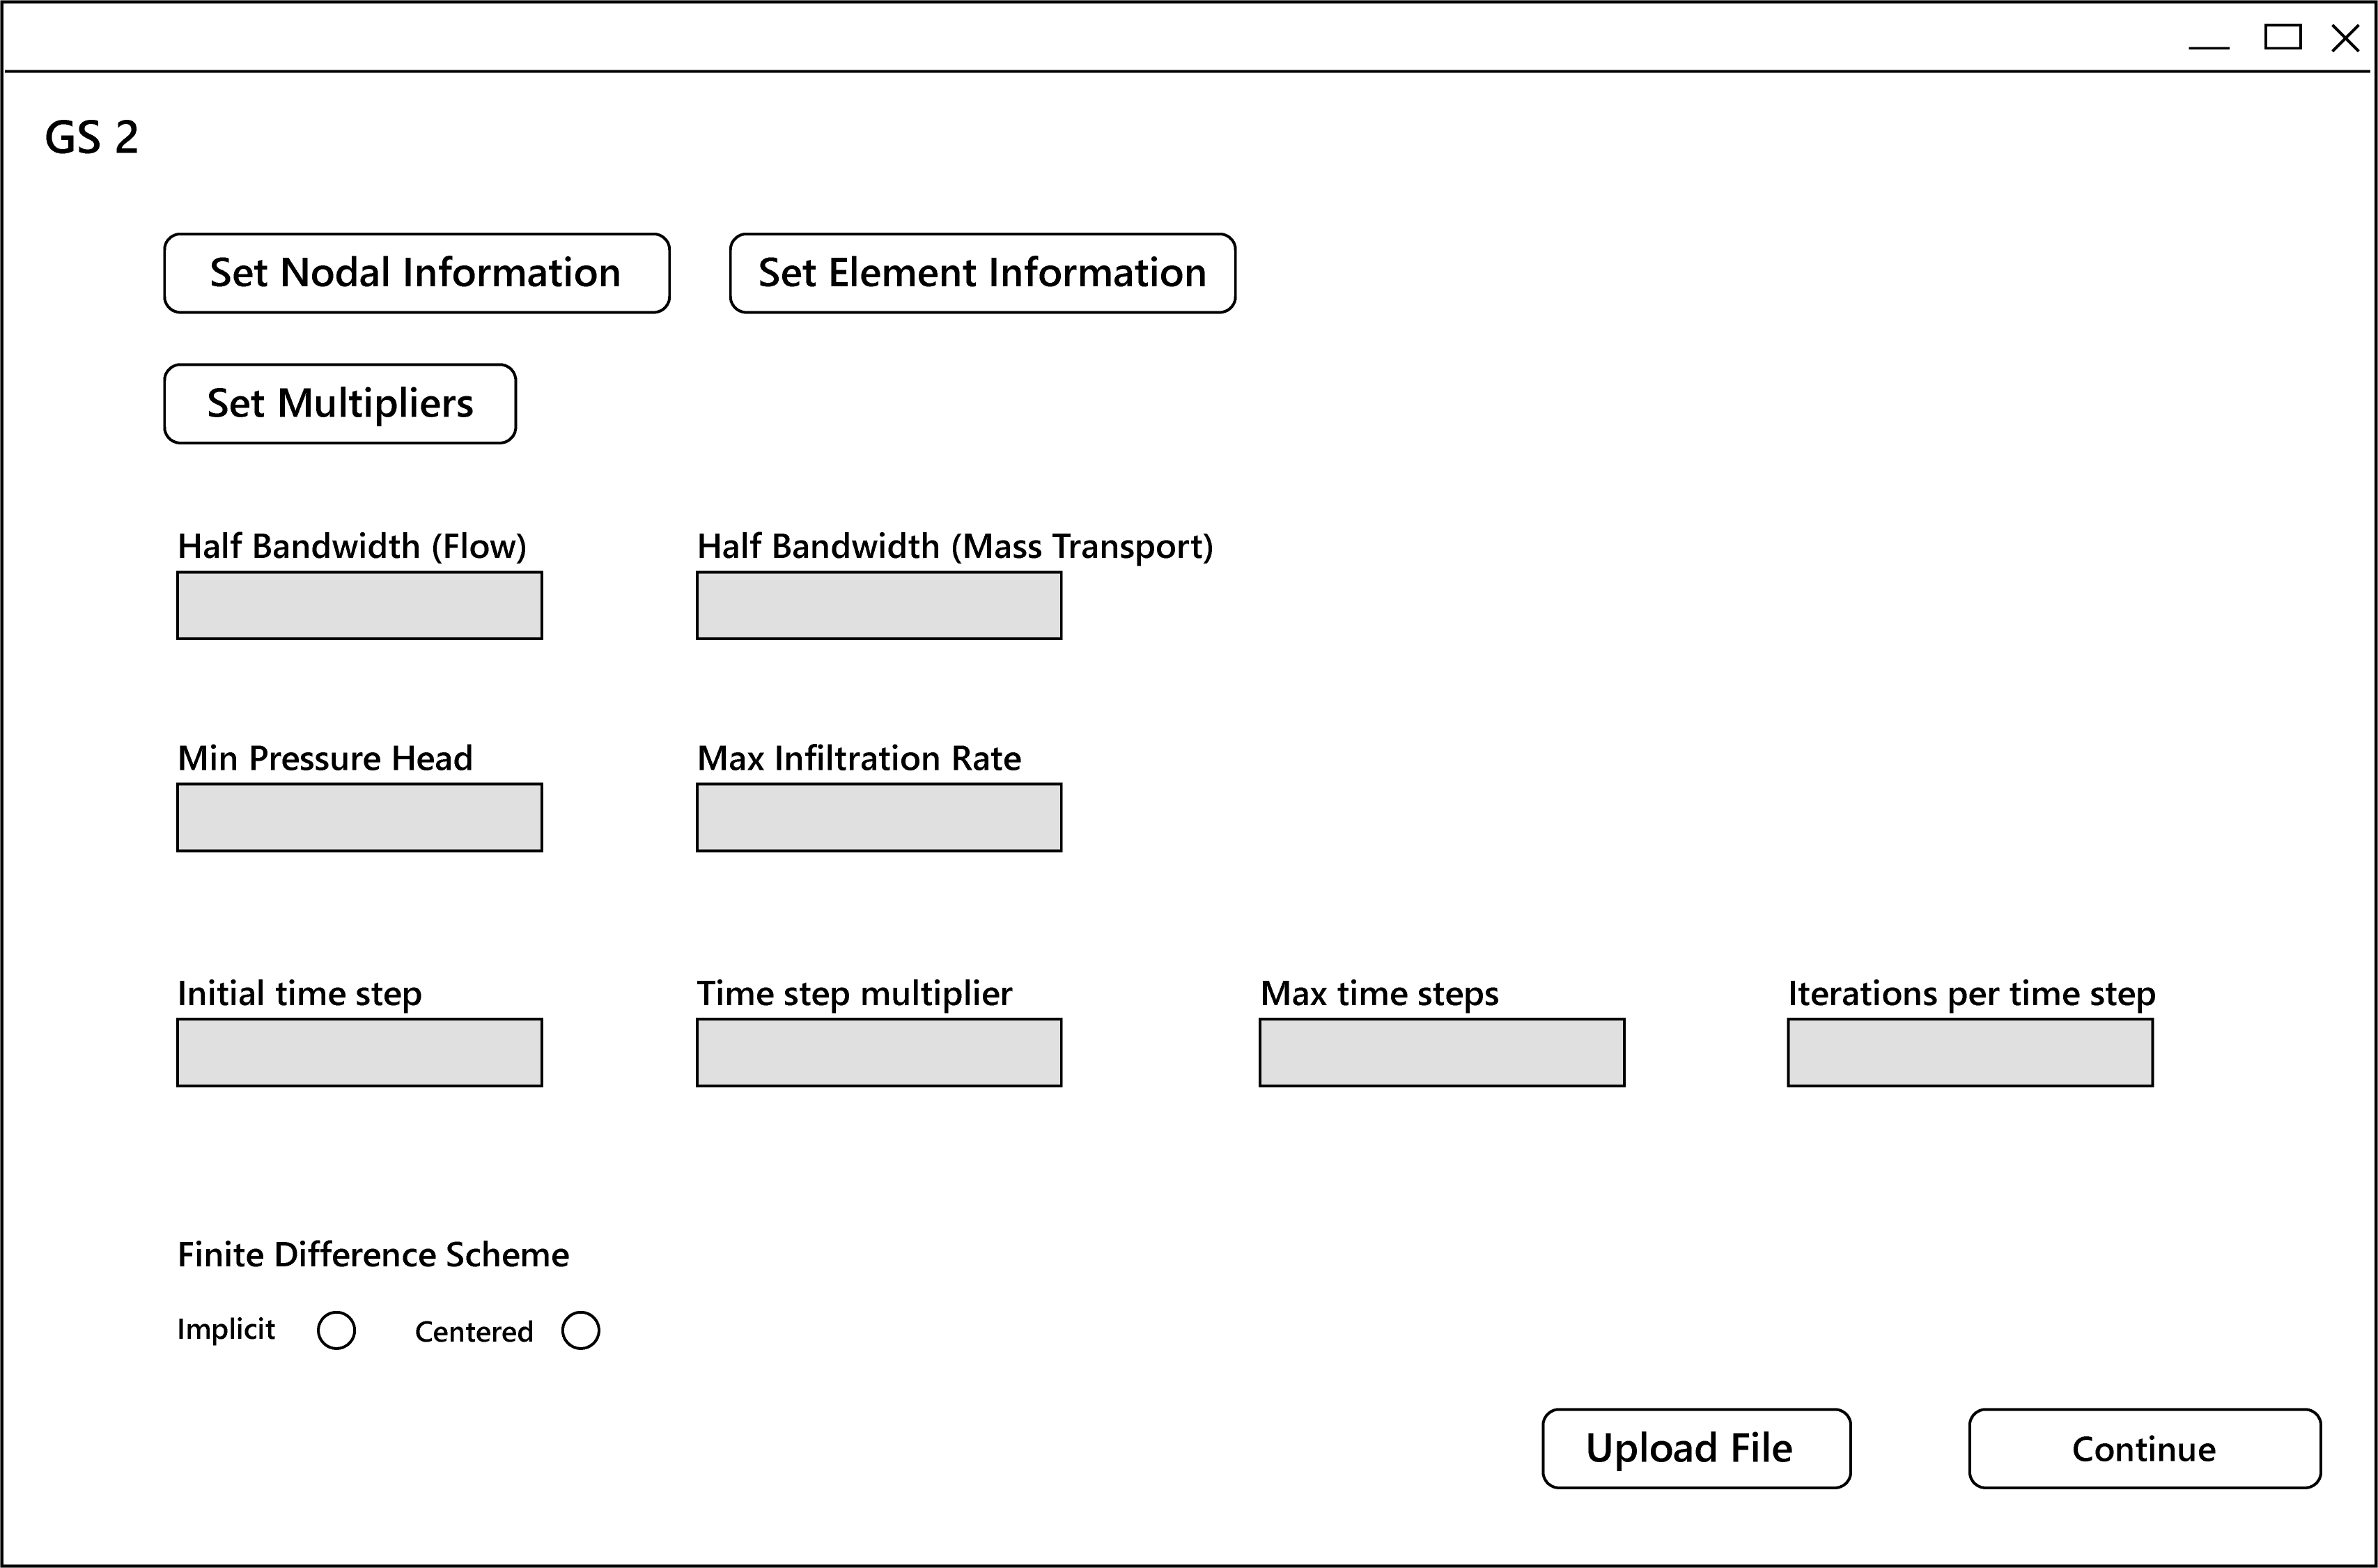 GS 2
Set Nodal Information
Set Element Information
Set Multipliers
Half Bandwidth (Flow)
Half Bandwidth (Mass Transport)
Min Pressure Head
Max Infiltration Rate
Initial time step
Time step multiplier
Max time steps
Iterations per time step
Finite Difference Scheme
Implicit
Centered
Upload File
Continue